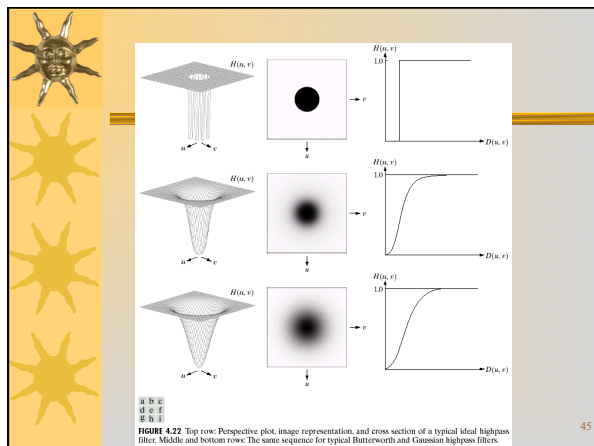 H(u, v)
u
v
v
u
H(u, v)
1.0
D(u, v)
H(u, v)
u
v
v
u
H(u, v)
1.0
D(u, v)
H(u, v)
u
v
v
u
H(u, v)
1.0
D(u, v)
a b c
d e f
g h i
FIGURE 4.22 Top row: Perspective plot, image representation, and cross section of a typical ideal highpass
filter. Middle and bottom rows: The same sequence for typical Butterworth and Gaussian highpass filters.
45